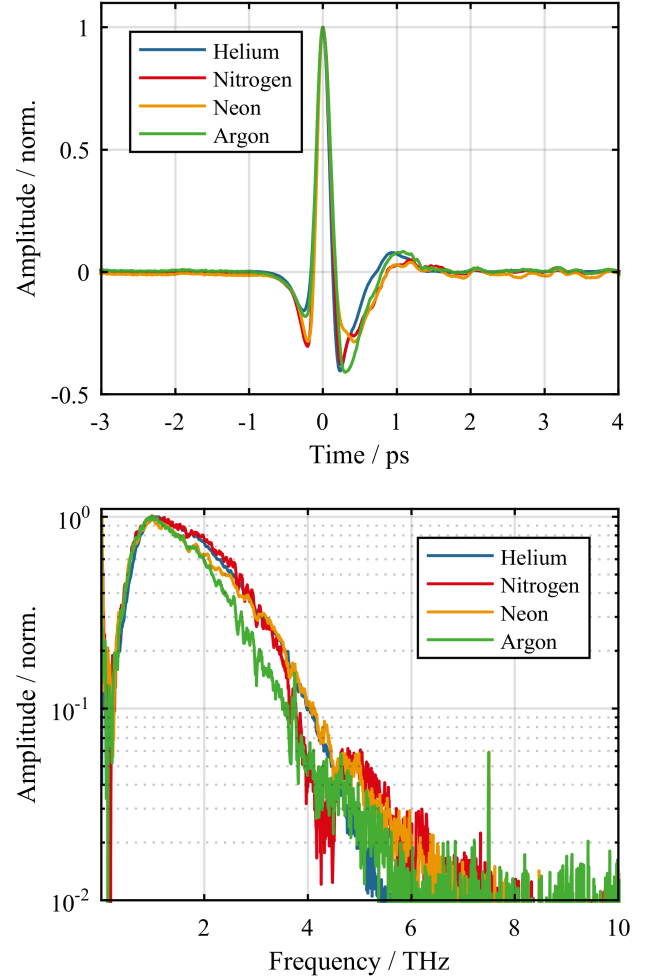 1
0.5
0
-0.5
Amplitude / norm.
Helium
Nitrogen
Neon
Argon
-3 -2 -1 0 1 2 3 4
Time / ps
10⁰
10⁻¹
10⁻²
Amplitude / norm.
Helium
Nitrogen
Neon
Argon
2 4 6 8 10
Frequency / THz